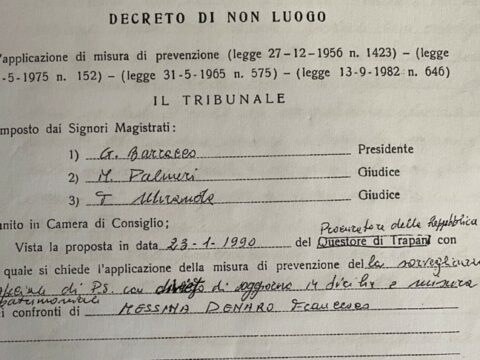 DECRETO DI NON LUOGO
'applicazione di misura di prevenzione (legge 27-12-1956 n. 1423) - (legge
-5-1975 n. 152) - (legge 31-5-1965 n. 575) - (legge 13-9-1982 n. 646)
IL TRIBUNALE
mposto dai Signori Magistrati:
1) G. Barraco Presidente
2) M. Palmeri Giudice
3) T. Giudice
unito in Camera di Consiglio;
Procuratore della Repubblica
Vista la proposta in data 23-1-1990 del Questore di Trapani con
quale si chiede l'applicazione della misura di prevenzione della sorveglianza
speciale di P.S. con divieto di soggiorno in Sicilia e misura
patrimoniale
i confronti di MESSINA DENARO Francesco